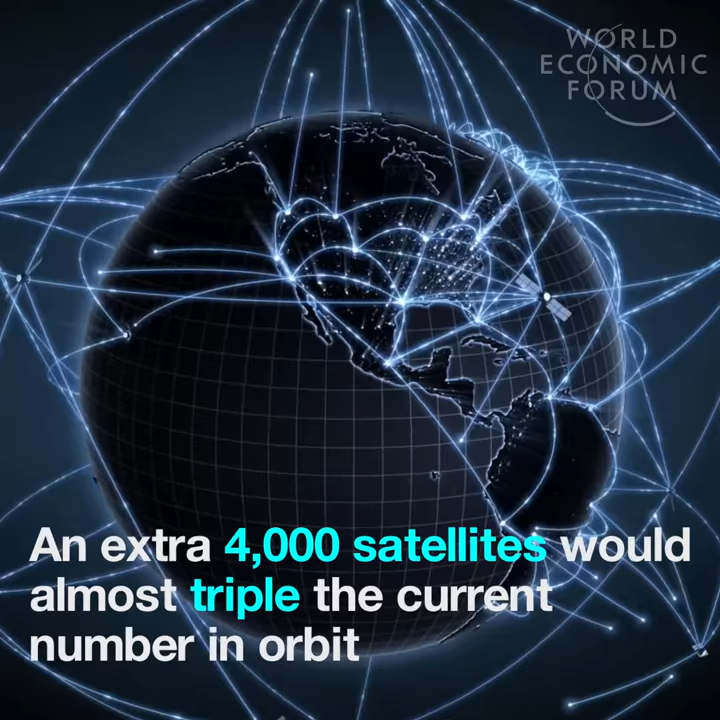 WORLD
ECONOMIC
FORUM
An extra 4,000 satellites would
almost triple the current
number in orbit